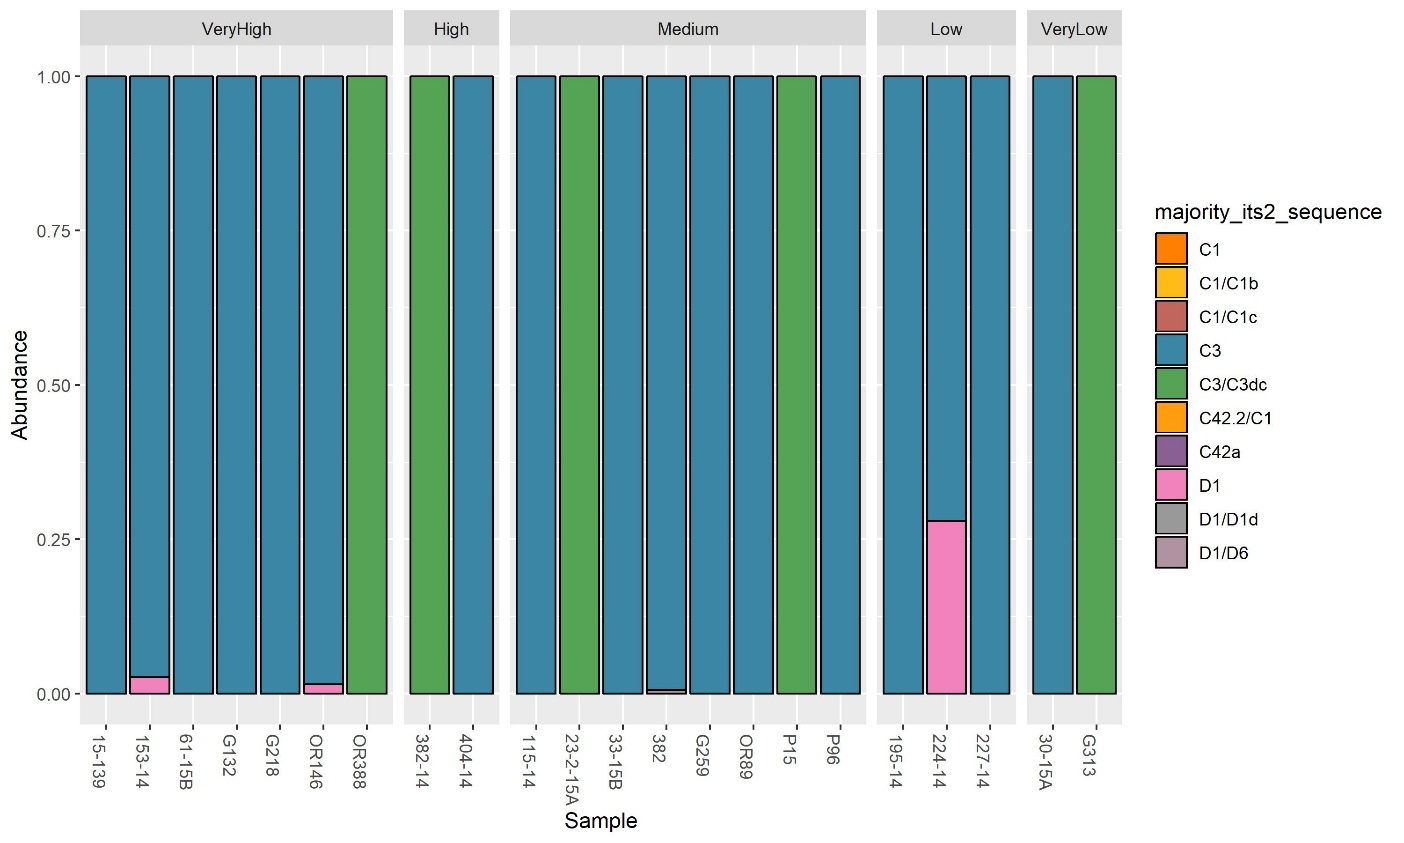 VeryHigh High Medium Low VeryLow
1.00
0.75
0.50
0.25
0.00
Abundance
15-139 153-14 61-15B G132 G218 OR146 OR388 382-14 404-14 115-14 23-2-15A 33-15B 382 G259 OR89 P15 P96 195-14 224-14 227-14 30-15A G313
Sample
majority_its2_sequence
C1
C1/C1b
C1/C1c
C3
C3/C3dc
C42.2/C1
C42a
D1
D1/D1d
D1/D6